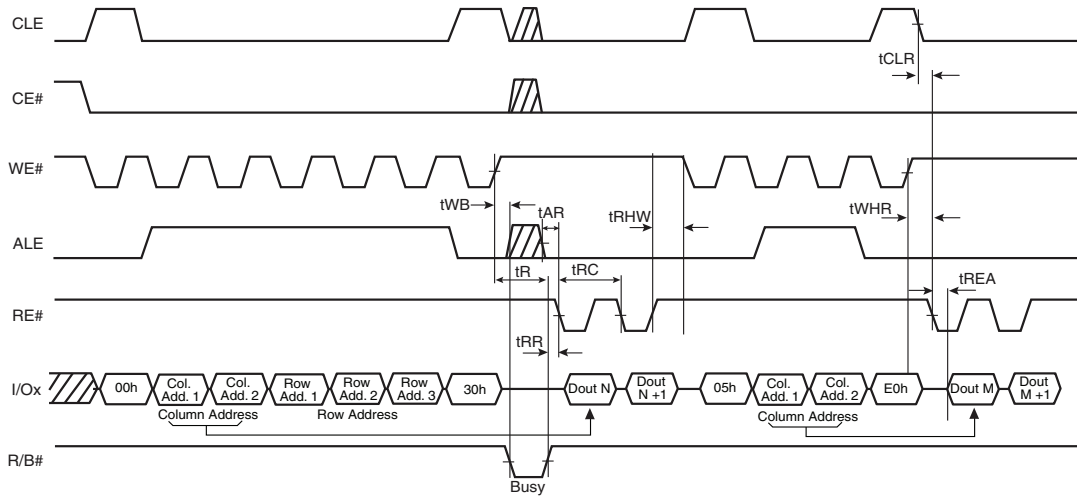 CLE
tCLR
CE#
WE#
tWB
tAR
tRHW
tWHR
ALE
tR
tRC
tREA
RE#
tRR
I/Ox
00h
Col. Add. 1
Col. Add. 2
Row Add. 1
Row Add. 2
Row Add. 3
30h
Dout N
Dout N +1
05h
Col. Add. 1
Col. Add. 2
E0h
Dout M
Dout M +1
Column Address
Row Address
Column Address
R/B#
Busy